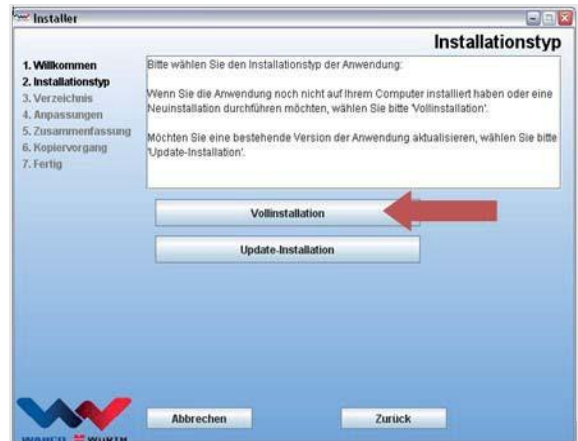 Installer
Installationstyp
1. Willkommen
2. Installationstyp
3. Verzeichnis
4. Anpassungen
5. Zusammenfassung
6. Kopiervorgang
7. Fertig
Bitte wählen Sie den Installationstyp der Anwendung:
Wenn Sie die Anwendung noch nicht auf Ihrem Computer installiert haben oder eine
Neuinstallation durchführen möchten, wählen Sie bitte 'Vollinstallation'.
Möchten Sie eine bestehende Version der Anwendung aktualisieren, wählen Sie bitte
'Update-Installation'.
Vollinstallation
Update-Installation
Abbrechen
Zurück
WÜRTH